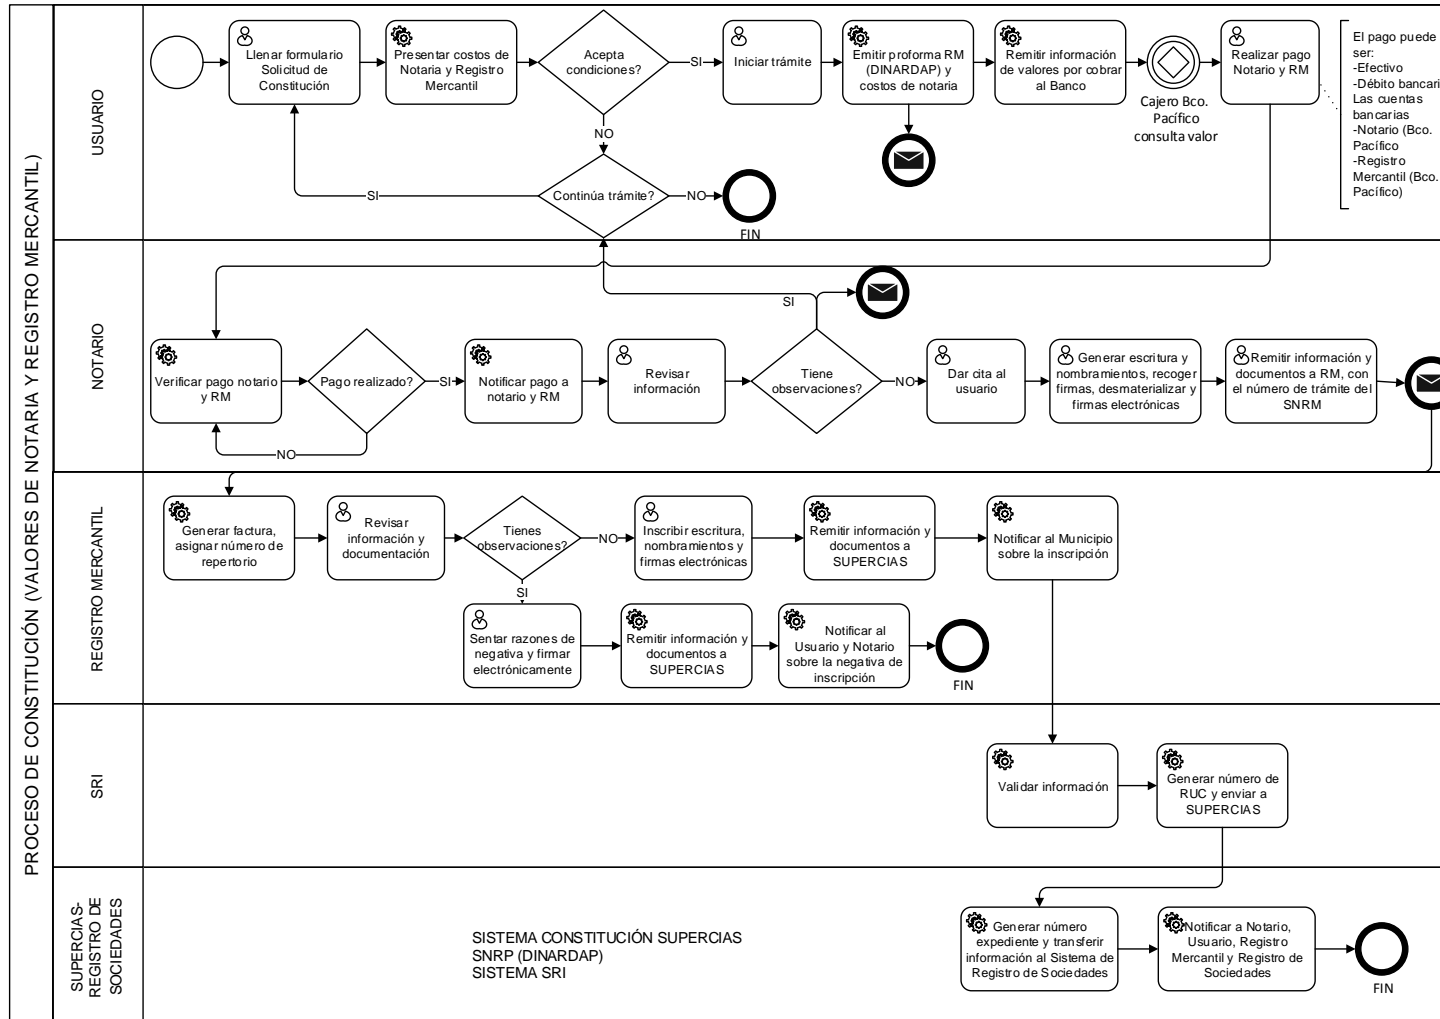 PROCESO DE CONSTITUCIÓN (VALORES DE NOTARIA Y REGISTRO MERCANTIL)
USUARIO
Llenar formulario
Solicitud de
Constitución
Presentar costos de
Notaria y Registro
Mercantil
Acepta
condiciones?
SI
Iniciar trámite
Emitir proforma RM
(DINARDAP) y
costos de notaria
Remitir información
de valores por cobrar
al Banco
Cajero Bco.
Pacífico
consulta valor
Realizar pago
Notario y RM
El pago puede
ser:
-Efectivo
-Débito bancari
Las cuentas
bancarias
-Notario (Bco.
Pacífico
-Registro
Mercantil (Bco.
Pacífico)
NO
SI
Continúa trámite?
NO
FIN
NOTARIO
Verificar pago notario
y RM
Pago realizado?
SI
NO
Notificar pago a
notario y RM
Revisar
información
Tiene
observaciones?
SI
NO
Dar cita al
usuario
Generar escritura y
nombramientos, recoger
firmas, desmaterializar y
firmas electrónicas
Remitir información y
documentos a RM, con
el número de trámite del
SNRM
REGISTRO MERCANTIL
Generar factura,
asignar número de
repertorio
Revisar
información y
documentación
Tienes
observaciones?
NO
Inscribir escritura,
nombramientos y
firmas electrónicas
Remitir información y
documentos a
SUPERCIAS
Notificar al Municipio
sobre la inscripción
SI
Sentar razones de
negativa y firmar
electrónicamente
Remitir información y
documentos a
SUPERCIAS
Notificar al
Usuario y Notario
sobre la negativa de
inscripción
FIN
SRI
Validar información
Generar número de
RUC y enviar a
SUPERCIAS
SUPERCIAS-
REGISTRO DE
SOCIEDADES
SISTEMA CONSTITUCIÓN SUPERCIAS
SNRP (DINARDAP)
SISTEMA SRI
Generar número
expediente y transferir
información al Sistema de
Registro de Sociedades
Notificar a Notario,
Usuario, Registro
Mercantil y Registro de
Sociedades
FIN